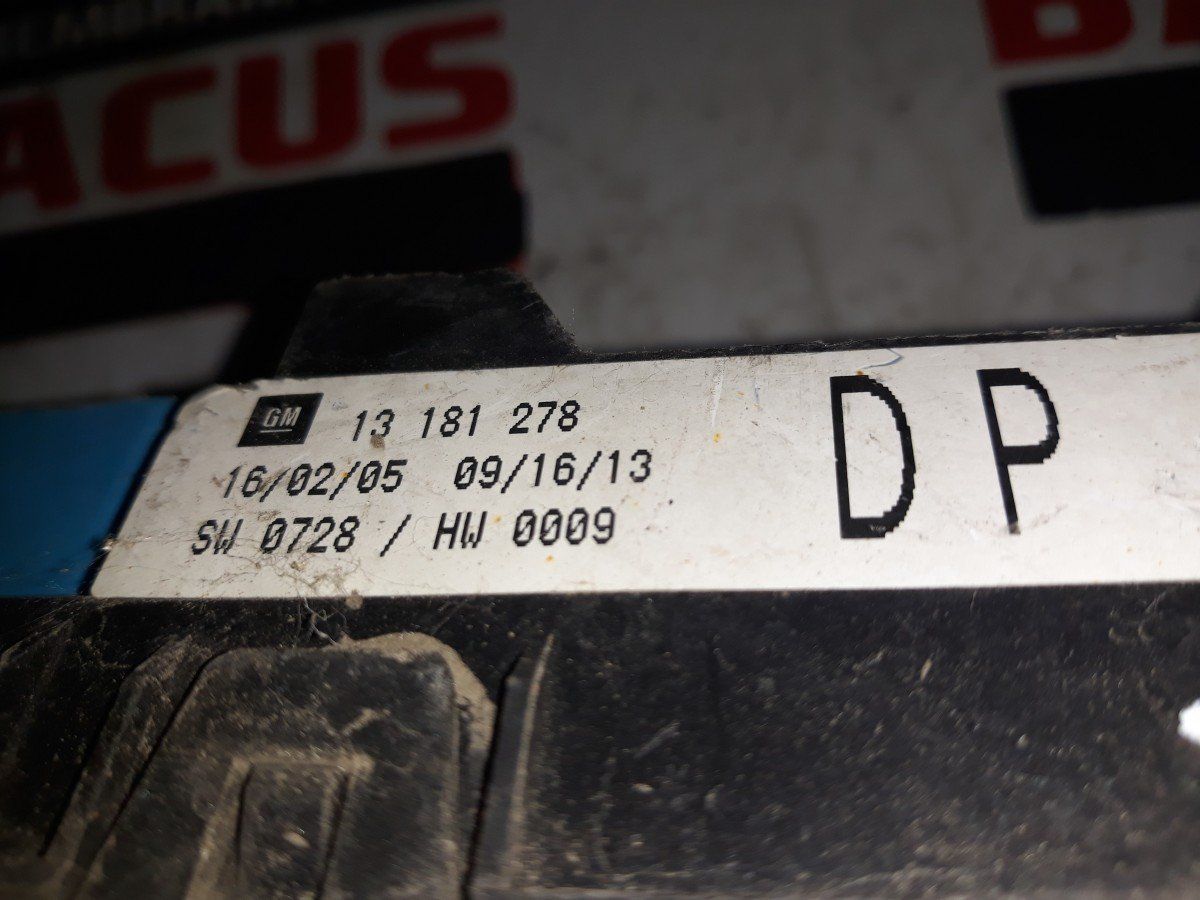 ACUS
GM 13 181 278
16/02/05 09/16/13
SW 0728 / HW 0009
DP